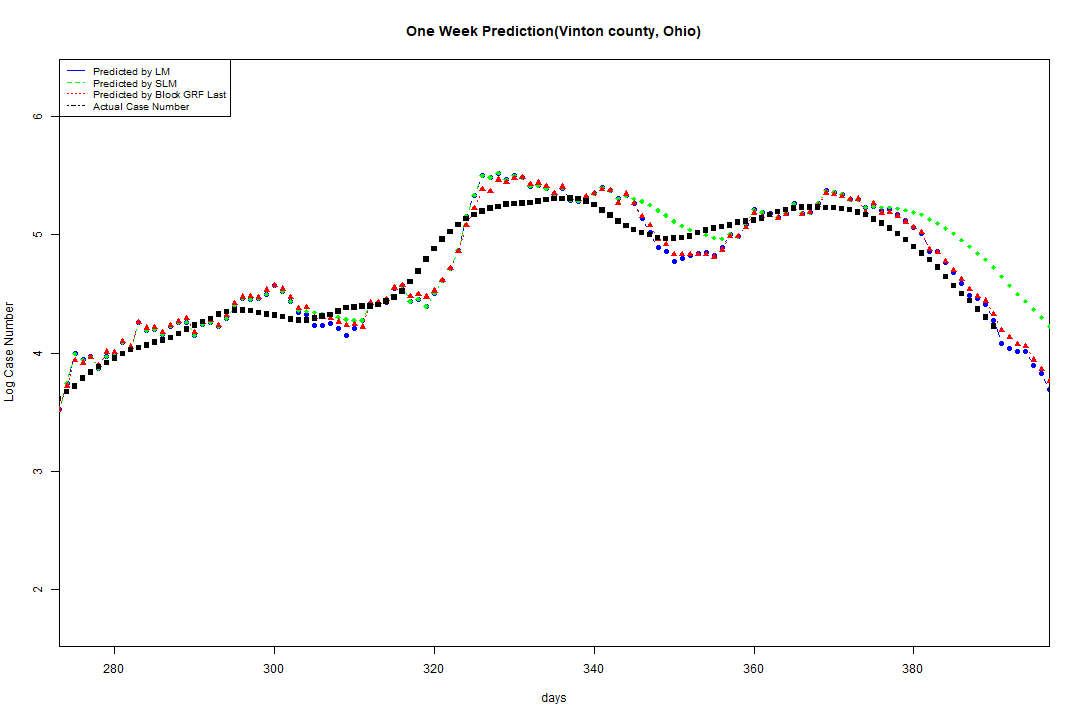 One Week Prediction(Vinton county, Ohio)
Predicted by LM
Predicted by SLM
Predicted by Block GRF Last
Actual Case Number
6
5
4
3
2
Log Case Number
280 300 320 340 360 380
days